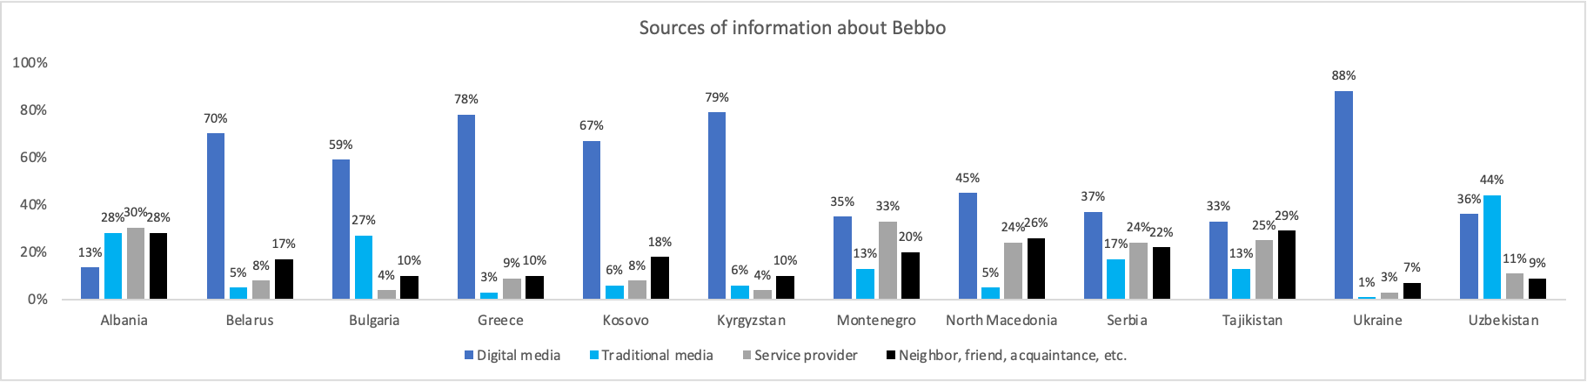 Sources of information about Bebbo
100%
80%
60%
40%
20%
0%
13% 28% 30% 28%
70% 5% 8% 17%
59% 27% 4% 10%
78% 3% 9% 10%
67% 6% 8% 18%
79% 6% 4% 10%
35% 13% 33% 20%
45% 5% 24% 26%
37% 17% 24% 22%
33% 13% 25% 29%
88% 1% 3% 7%
36% 44% 11% 9%
Albania Belarus Bulgaria Greece Kosovo Kyrgyzstan Montenegro North Macedonia Serbia Tajikistan Ukraine Uzbekistan
Digital media Traditional media Service provider Neighbor, friend, acquaintance, etc.